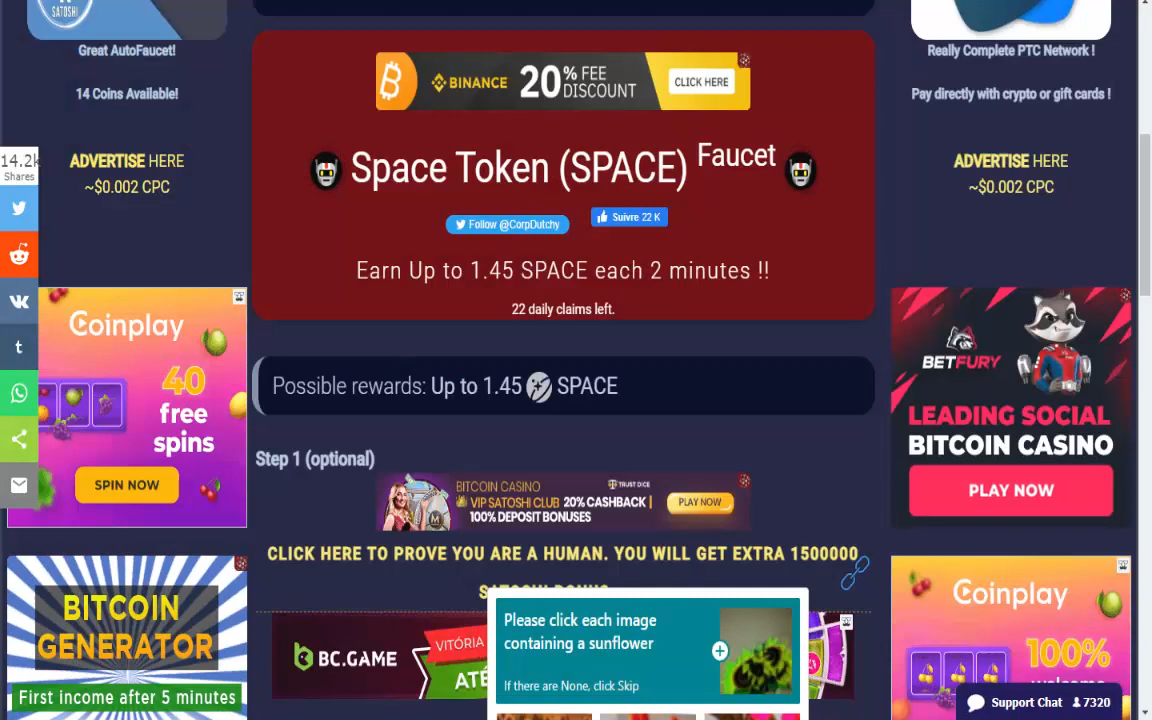 SATOSHI
Great AutoFaucet!
14 Coins Available!
ADVERTISE HERE
~$0.002 CPC
14.2k
Shares
t
Coinplay
40
free
spins
SPIN NOW
BITCOIN
GENERATOR
First income after 5 minutes
BINANCE
20% FEE
DISCOUNT
CLICK HERE
Space Token (SPACE) Faucet
Follow @CorpDutchy
Suivre 22 K
Earn Up to 1.45 SPACE each 2 minutes !!
22 daily claims left.
Possible rewards: Up to 1.45 SPACE
Step 1 (optional)
BITCOIN CASINO
TRUST DICE
VIP SATOSHI CLUB 20% CASHBACK |
100% DEPOSIT BONUSES
PLAY NOW
CLICK HERE TO PROVE YOU ARE A HUMAN. YOU WILL GET EXTRA 1500000
BC.GAME
VITÓRIA
ATÉ
Please click each image
containing a sunflower
If there are None, click Skip
Really Complete PTC Network !
Pay directly with crypto or gift cards !
ADVERTISE HERE
~$0.002 CPC
BETFURY
LEADING SOCIAL
BITCOIN CASINO
PLAY NOW
Coinplay
100%
Support Chat 7320